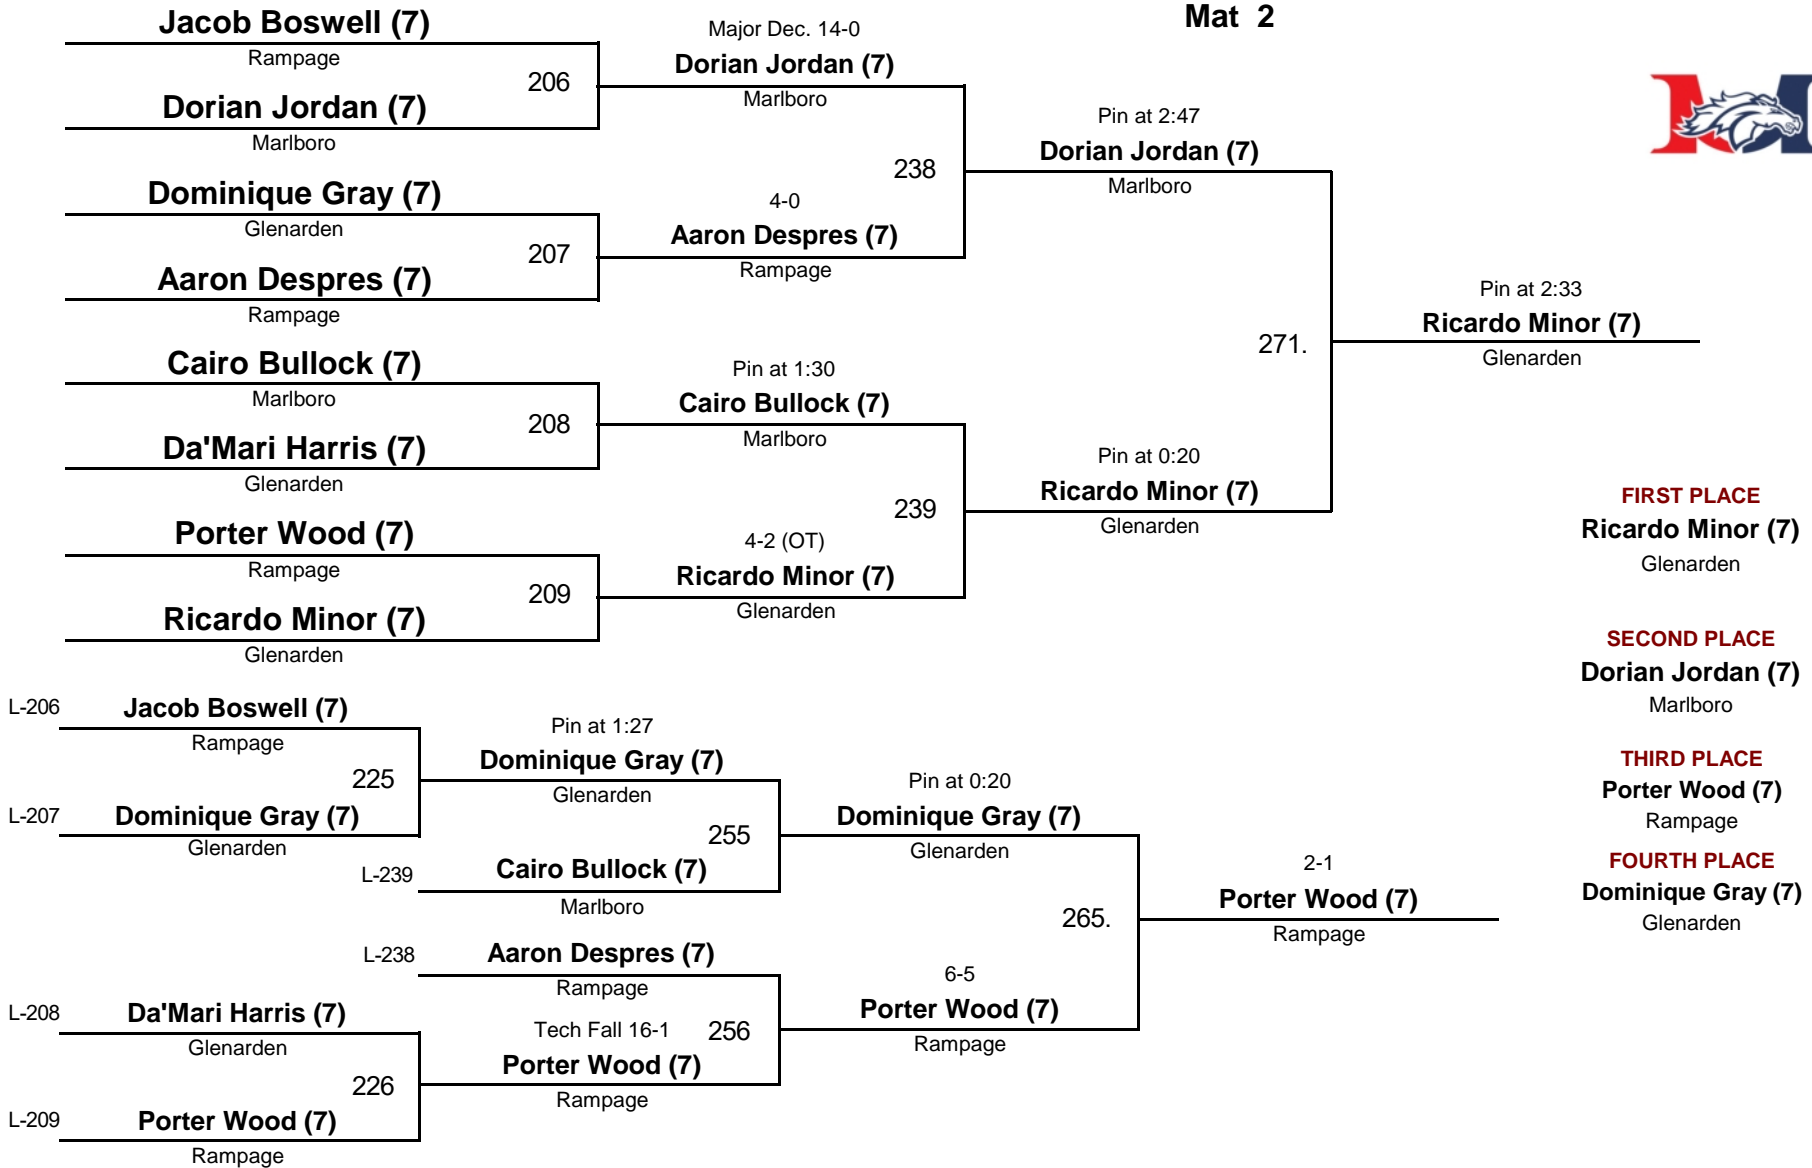 Mat 2
Jacob Boswell (7)
Rampage
206
Dorian Jordan (7)
Marlboro
Dominique Gray (7)
Glenarden
207
Aaron Despres (7)
Rampage
Cairo Bullock (7)
Marlboro
208
Da'Mari Harris (7)
Glenarden
Porter Wood (7)
Rampage
209
Ricardo Minor (7)
Glenarden
Major Dec. 14-0
Dorian Jordan (7)
Marlboro
238
4-0
Aaron Despres (7)
Rampage
Pin at 1:30
Cairo Bullock (7)
Marlboro
239
4-2 (OT)
Ricardo Minor (7)
Glenarden
Pin at 2:47
Dorian Jordan (7)
Marlboro
271.
Pin at 0:20
Ricardo Minor (7)
Glenarden
Pin at 2:33
Ricardo Minor (7)
Glenarden
L-206
Jacob Boswell (7)
Rampage
225
L-207
Dominique Gray (7)
Glenarden
L-208
Da'Mari Harris (7)
Glenarden
226
L-209
Porter Wood (7)
Rampage
Pin at 1:27
Dominique Gray (7)
Glenarden
255
L-239
Cairo Bullock (7)
Marlboro
L-238
Aaron Despres (7)
Rampage
256
Tech Fall 16-1
Porter Wood (7)
Rampage
Pin at 0:20
Dominique Gray (7)
Glenarden
265.
6-5
Porter Wood (7)
Rampage
2-1
Porter Wood (7)
Rampage
FIRST PLACE
Ricardo Minor (7)
Glenarden
SECOND PLACE
Dorian Jordan (7)
Marlboro
THIRD PLACE
Porter Wood (7)
Rampage
FOURTH PLACE
Dominique Gray (7)
Glenarden